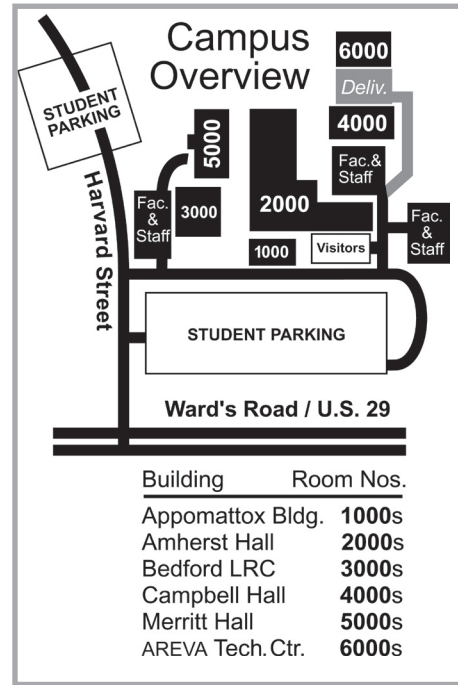 Campus
Overview
6000
Deliv.
4000
STUDENT
PARKING
5000
Fac.&
Staff
Harvard Street
Fac.
&
Staff
3000
2000
Fac.
&
Staff
1000
Visitors
STUDENT PARKING
Ward's Road / U.S. 29
Building Room Nos.
Appomattox Bldg. 1000s
Amherst Hall 2000s
Bedford LRC 3000s
Campbell Hall 4000s
Merritt Hall 5000s
AREVA Tech. Ctr. 6000s